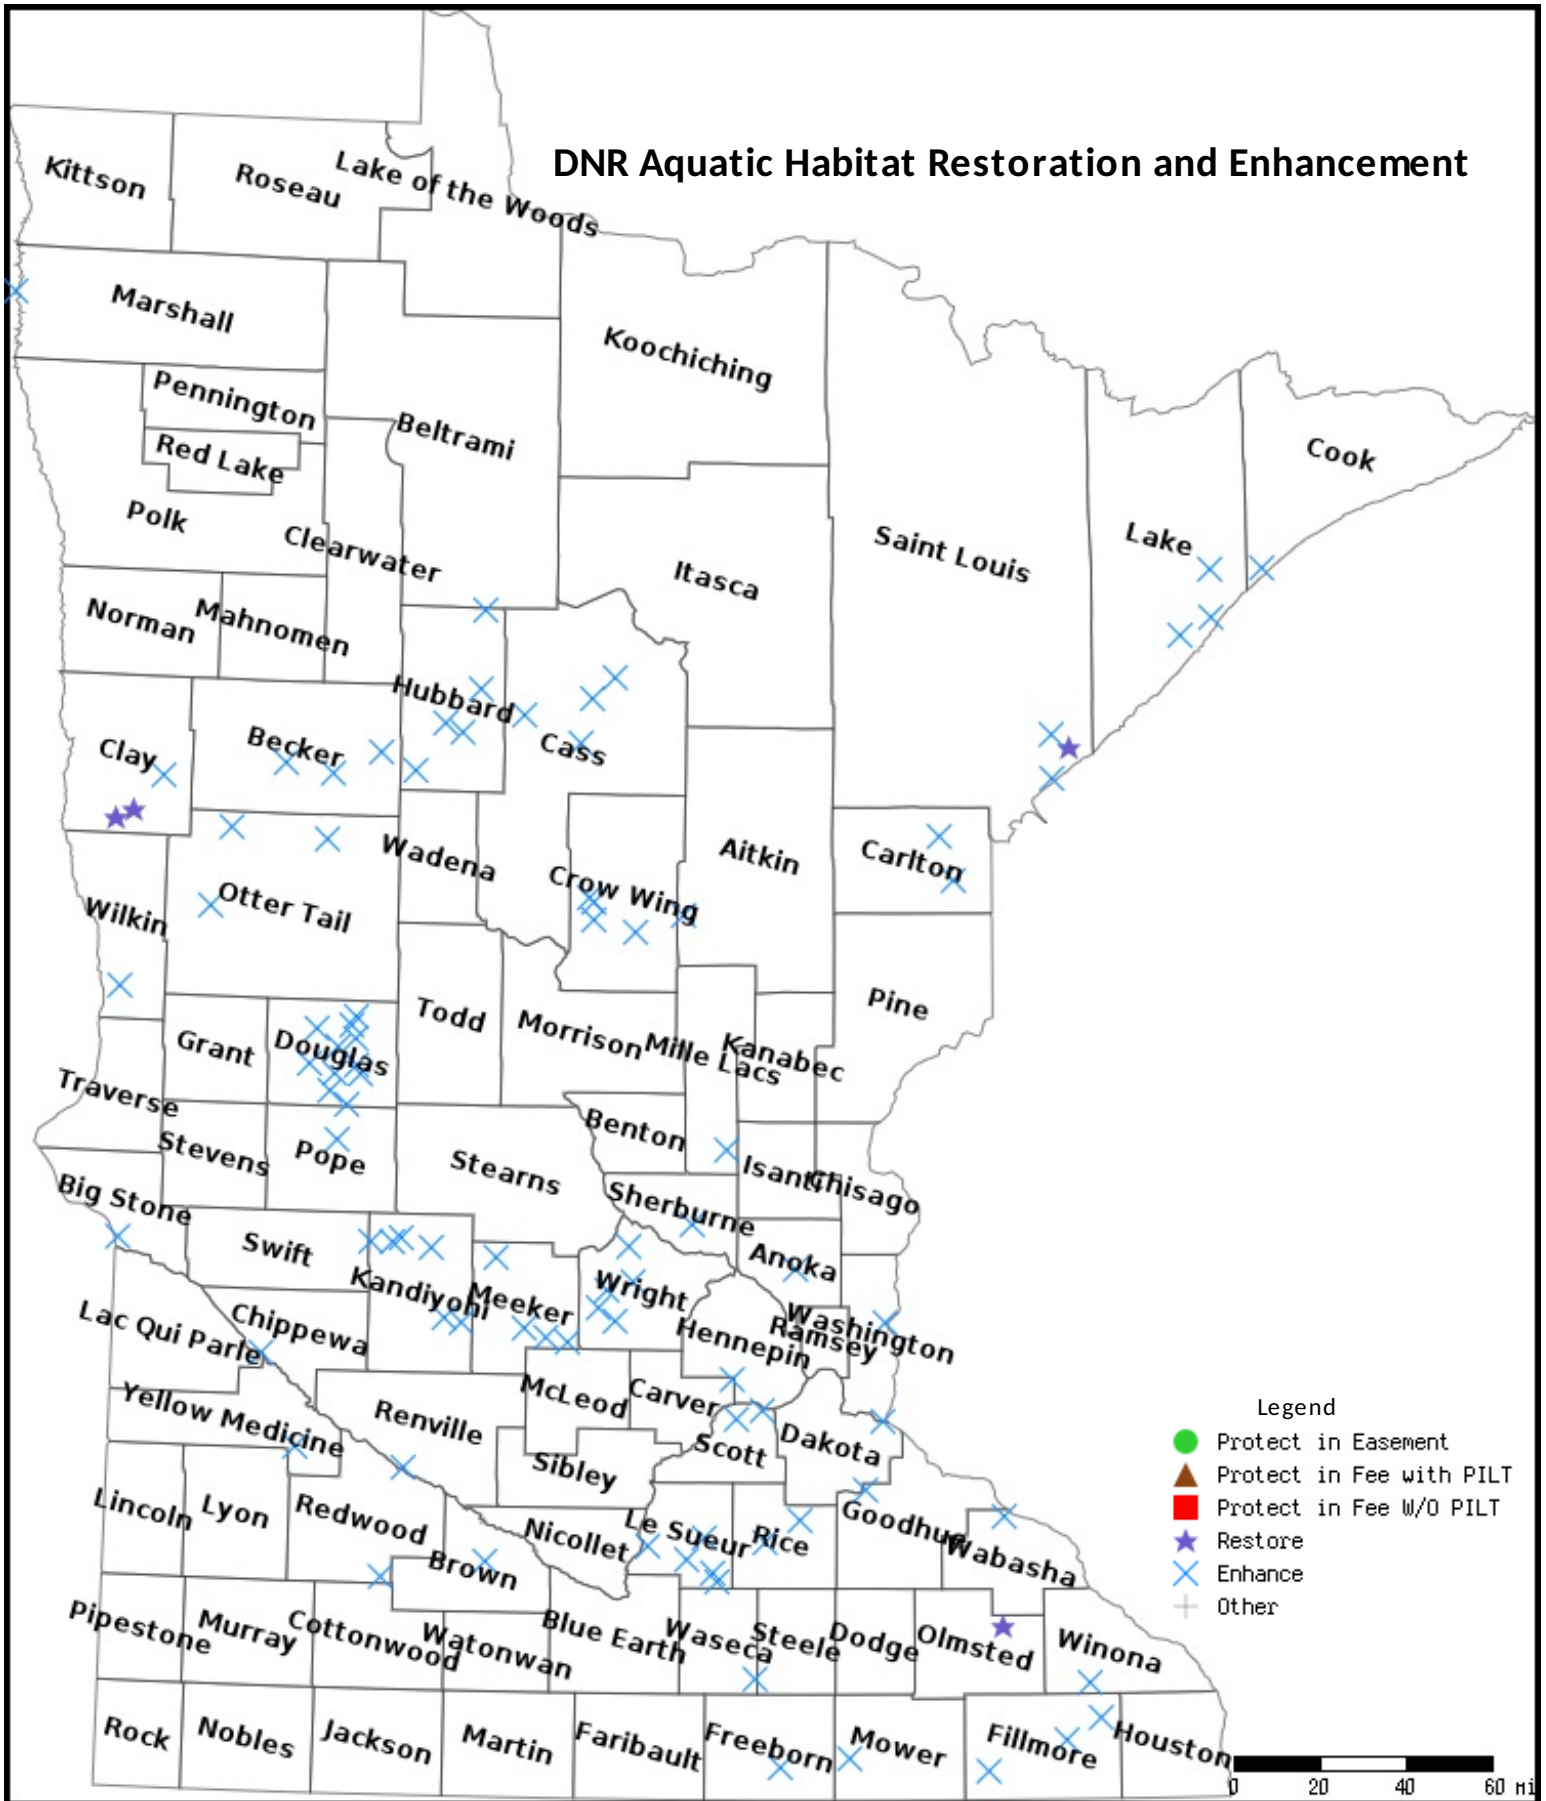 DNR Aquatic Habitat Restoration and Enhancement
Kittson
Roseau
Lake of the Woods
Marshall
Koochiching
Pennington
Beltrami
Red Lake
Cook
Polk
Clearwater
Saint Louis
Lake
Itasca
Norman
Mahnomen
Hubbard
Cass
Clay
Becker
Wadena
Aitkin
Carlton
Crow Wing
Otter Tail
Wilkin
Pine
Todd
Morrison
Mille Lacs
Kanabec
Grant
Douglas
Traverse
Benton
Stevens
Pope
Stearns
Isanti
Chisago
Big Stone
Sherburne
Swift
Anoka
Kandiyohi
Meeker
Wright
Lac Qui Parle
Chippewa
Hennepin
Ramsey
Washington
McLeod
Carver
Yellow Medicine
Renville
Scott
Dakota
Sibley
Lincoln
Lyon
Redwood
Nicollet
Le Sueur
Rice
Goodhue
Wabasha
Brown
Pipestone
Murray
Cottonwood
Watonwan
Blue Earth
Waseca
Steele
Dodge
Olmsted
Winona
Rock
Nobles
Jackson
Martin
Faribault
Freeborn
Mower
Fillmore
Houston
Legend
Protect in Easement
Protect in Fee with PILT
Protect in Fee W/O PILT
Restore
Enhance
Other
0 20 40 60 mi